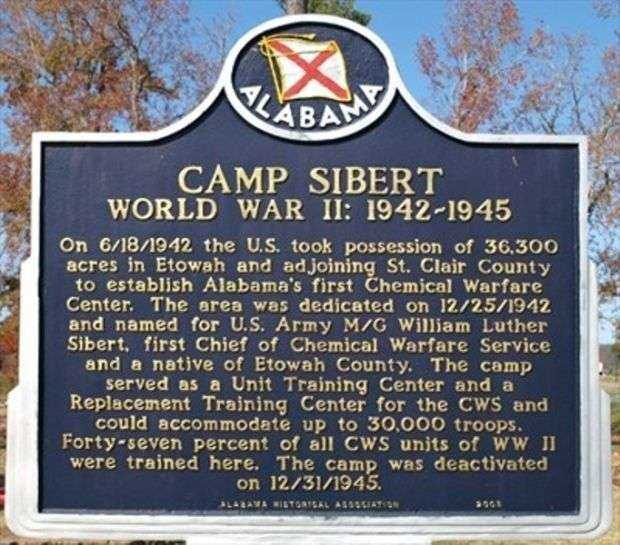 ALABAMA
CAMP SIBERT
WORLD WAR II: 1942-1945
On 6/18/1942 the U.S. took possession of 36,300
acres in Etowah and adjoining St. Clair County
to establish Alabama's first Chemical Warfare
Center. The area was dedicated on 12/25/1942
and named for U.S. Army M/G William Luther
Sibert, first Chief of Chemical Warfare Service
and a native of Etowah County. The camp
served as a Unit Training Center and a
Replacement Training Center for the CWS and
could accommodate up to 30,000 troops.
Forty-seven percent of all CWS units of WW II
were trained here. The camp was deactivated
on 12/31/1945.
ALABAMA HISTORICAL ASSOCIATION